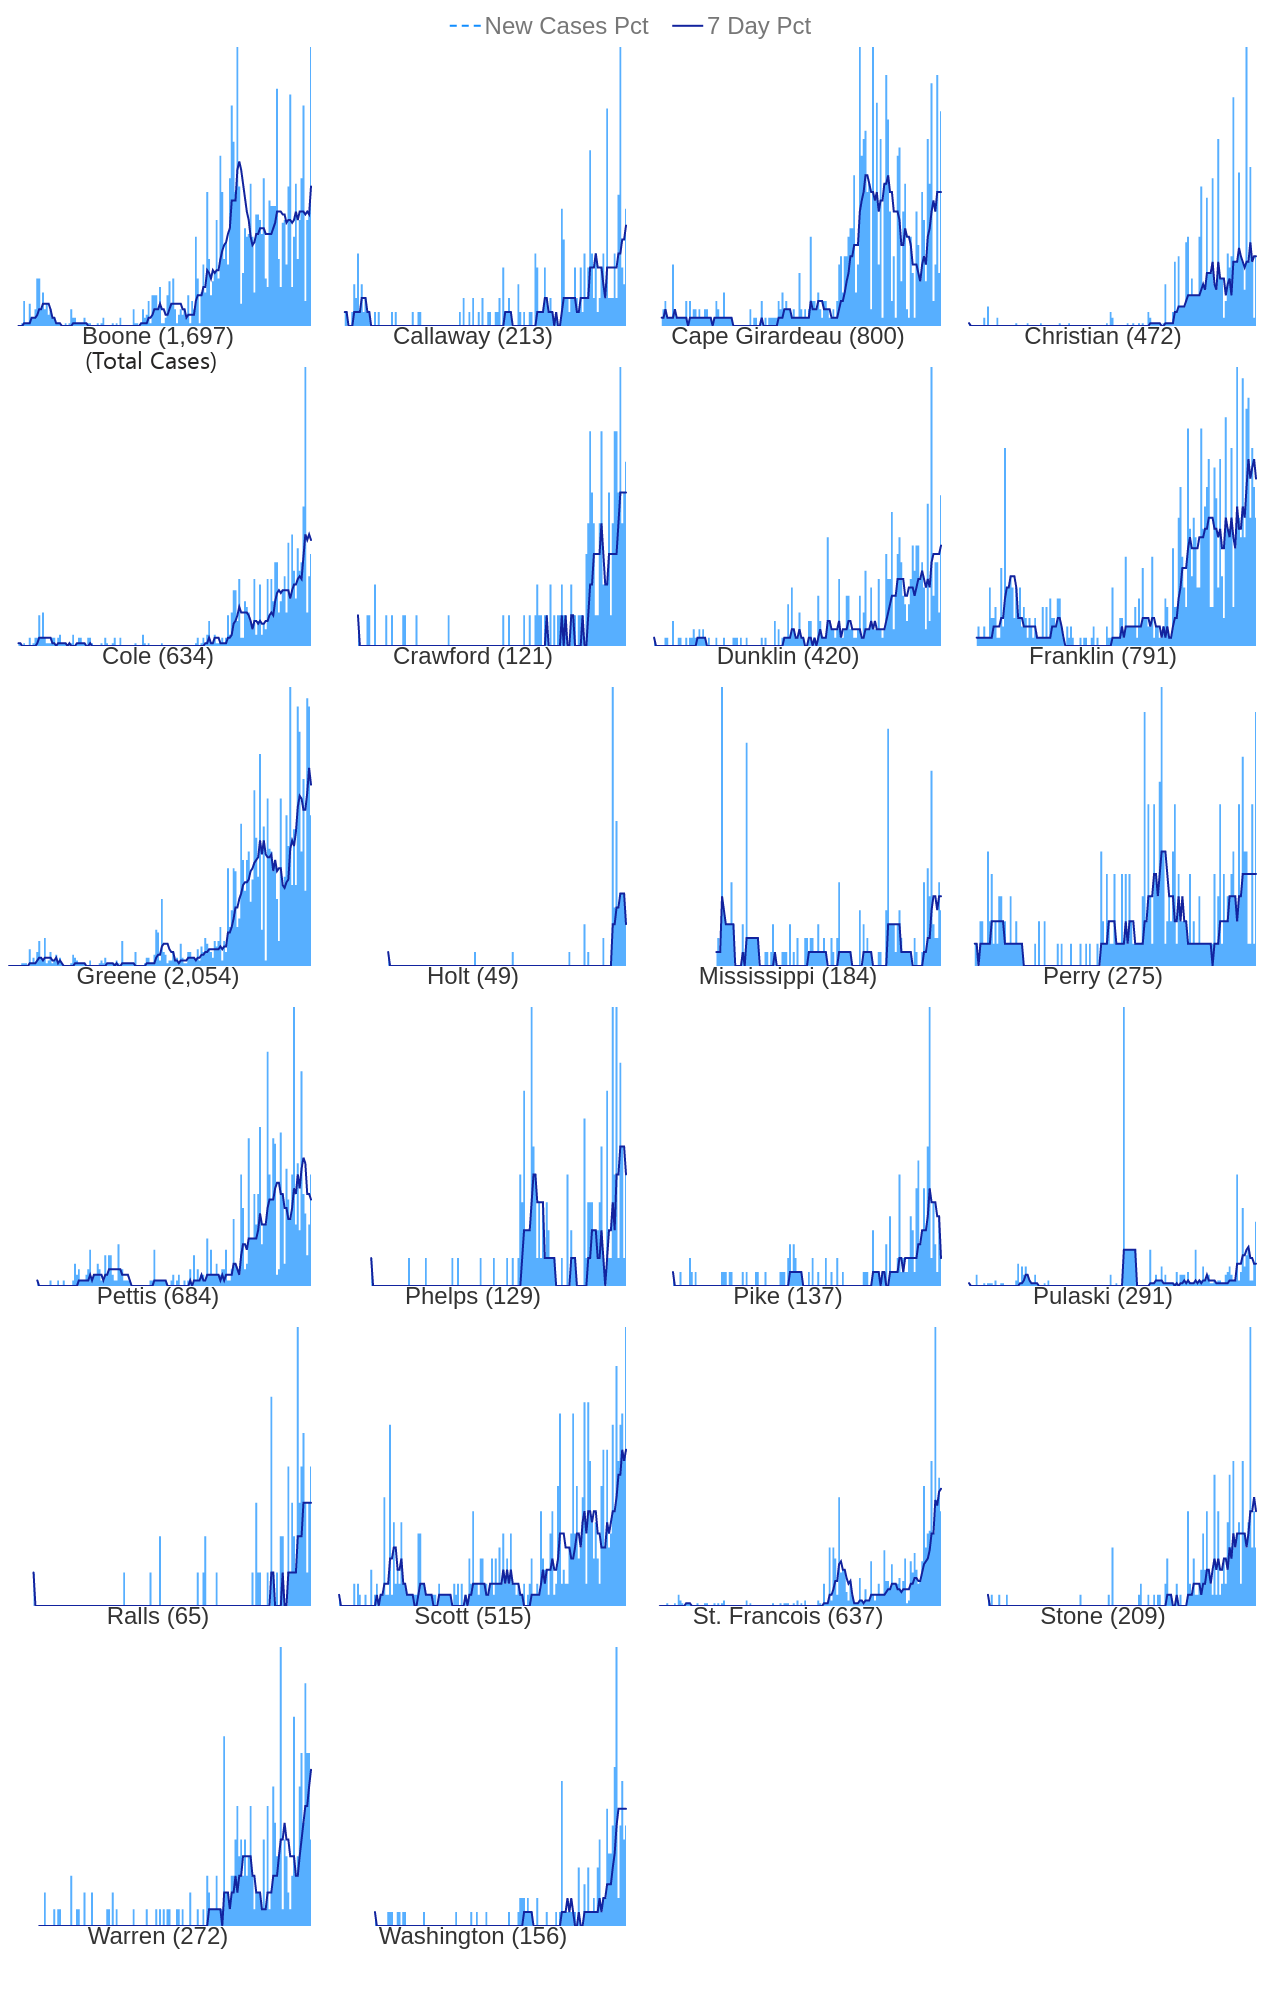 New Cases Pct 7 Day Pct
Boone (1,697) Callaway (213) Cape Girardeau (800) Christian (472)
(Total Cases)
Cole (634) Crawford (121) Dunklin (420) Franklin (791)
Greene (2,054) Holt (49) Mississippi (184) Perry (275)
Pettis (684) Phelps (129) Pike (137) Pulaski (291)
Ralls (65) Scott (515) St. Francois (637) Stone (209)
Warren (272) Washington (156)